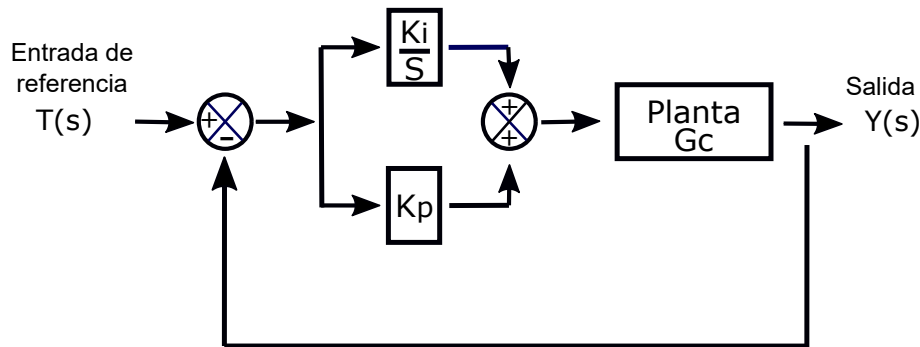 Entrada de
referencia
T(s)
+
-
Ki
S
Kp
+
+
Planta
Gc
Salida
Y(s)